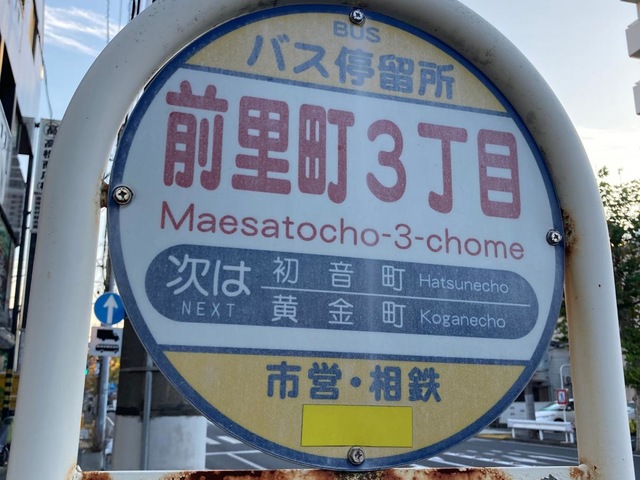 BUS
バス停留所
前里町3丁目
Maesatocho-3-chome
次は
NEXT
初音町 Hatsunecho
黄金町 Koganecho
市営・相鉄